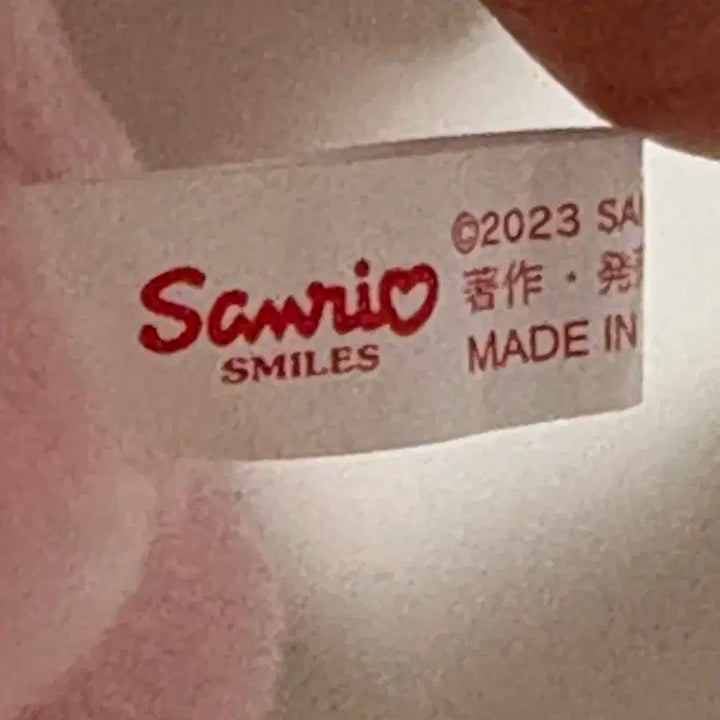 Sanrio
SMILES
©2023 SA
著作・発
MADE IN